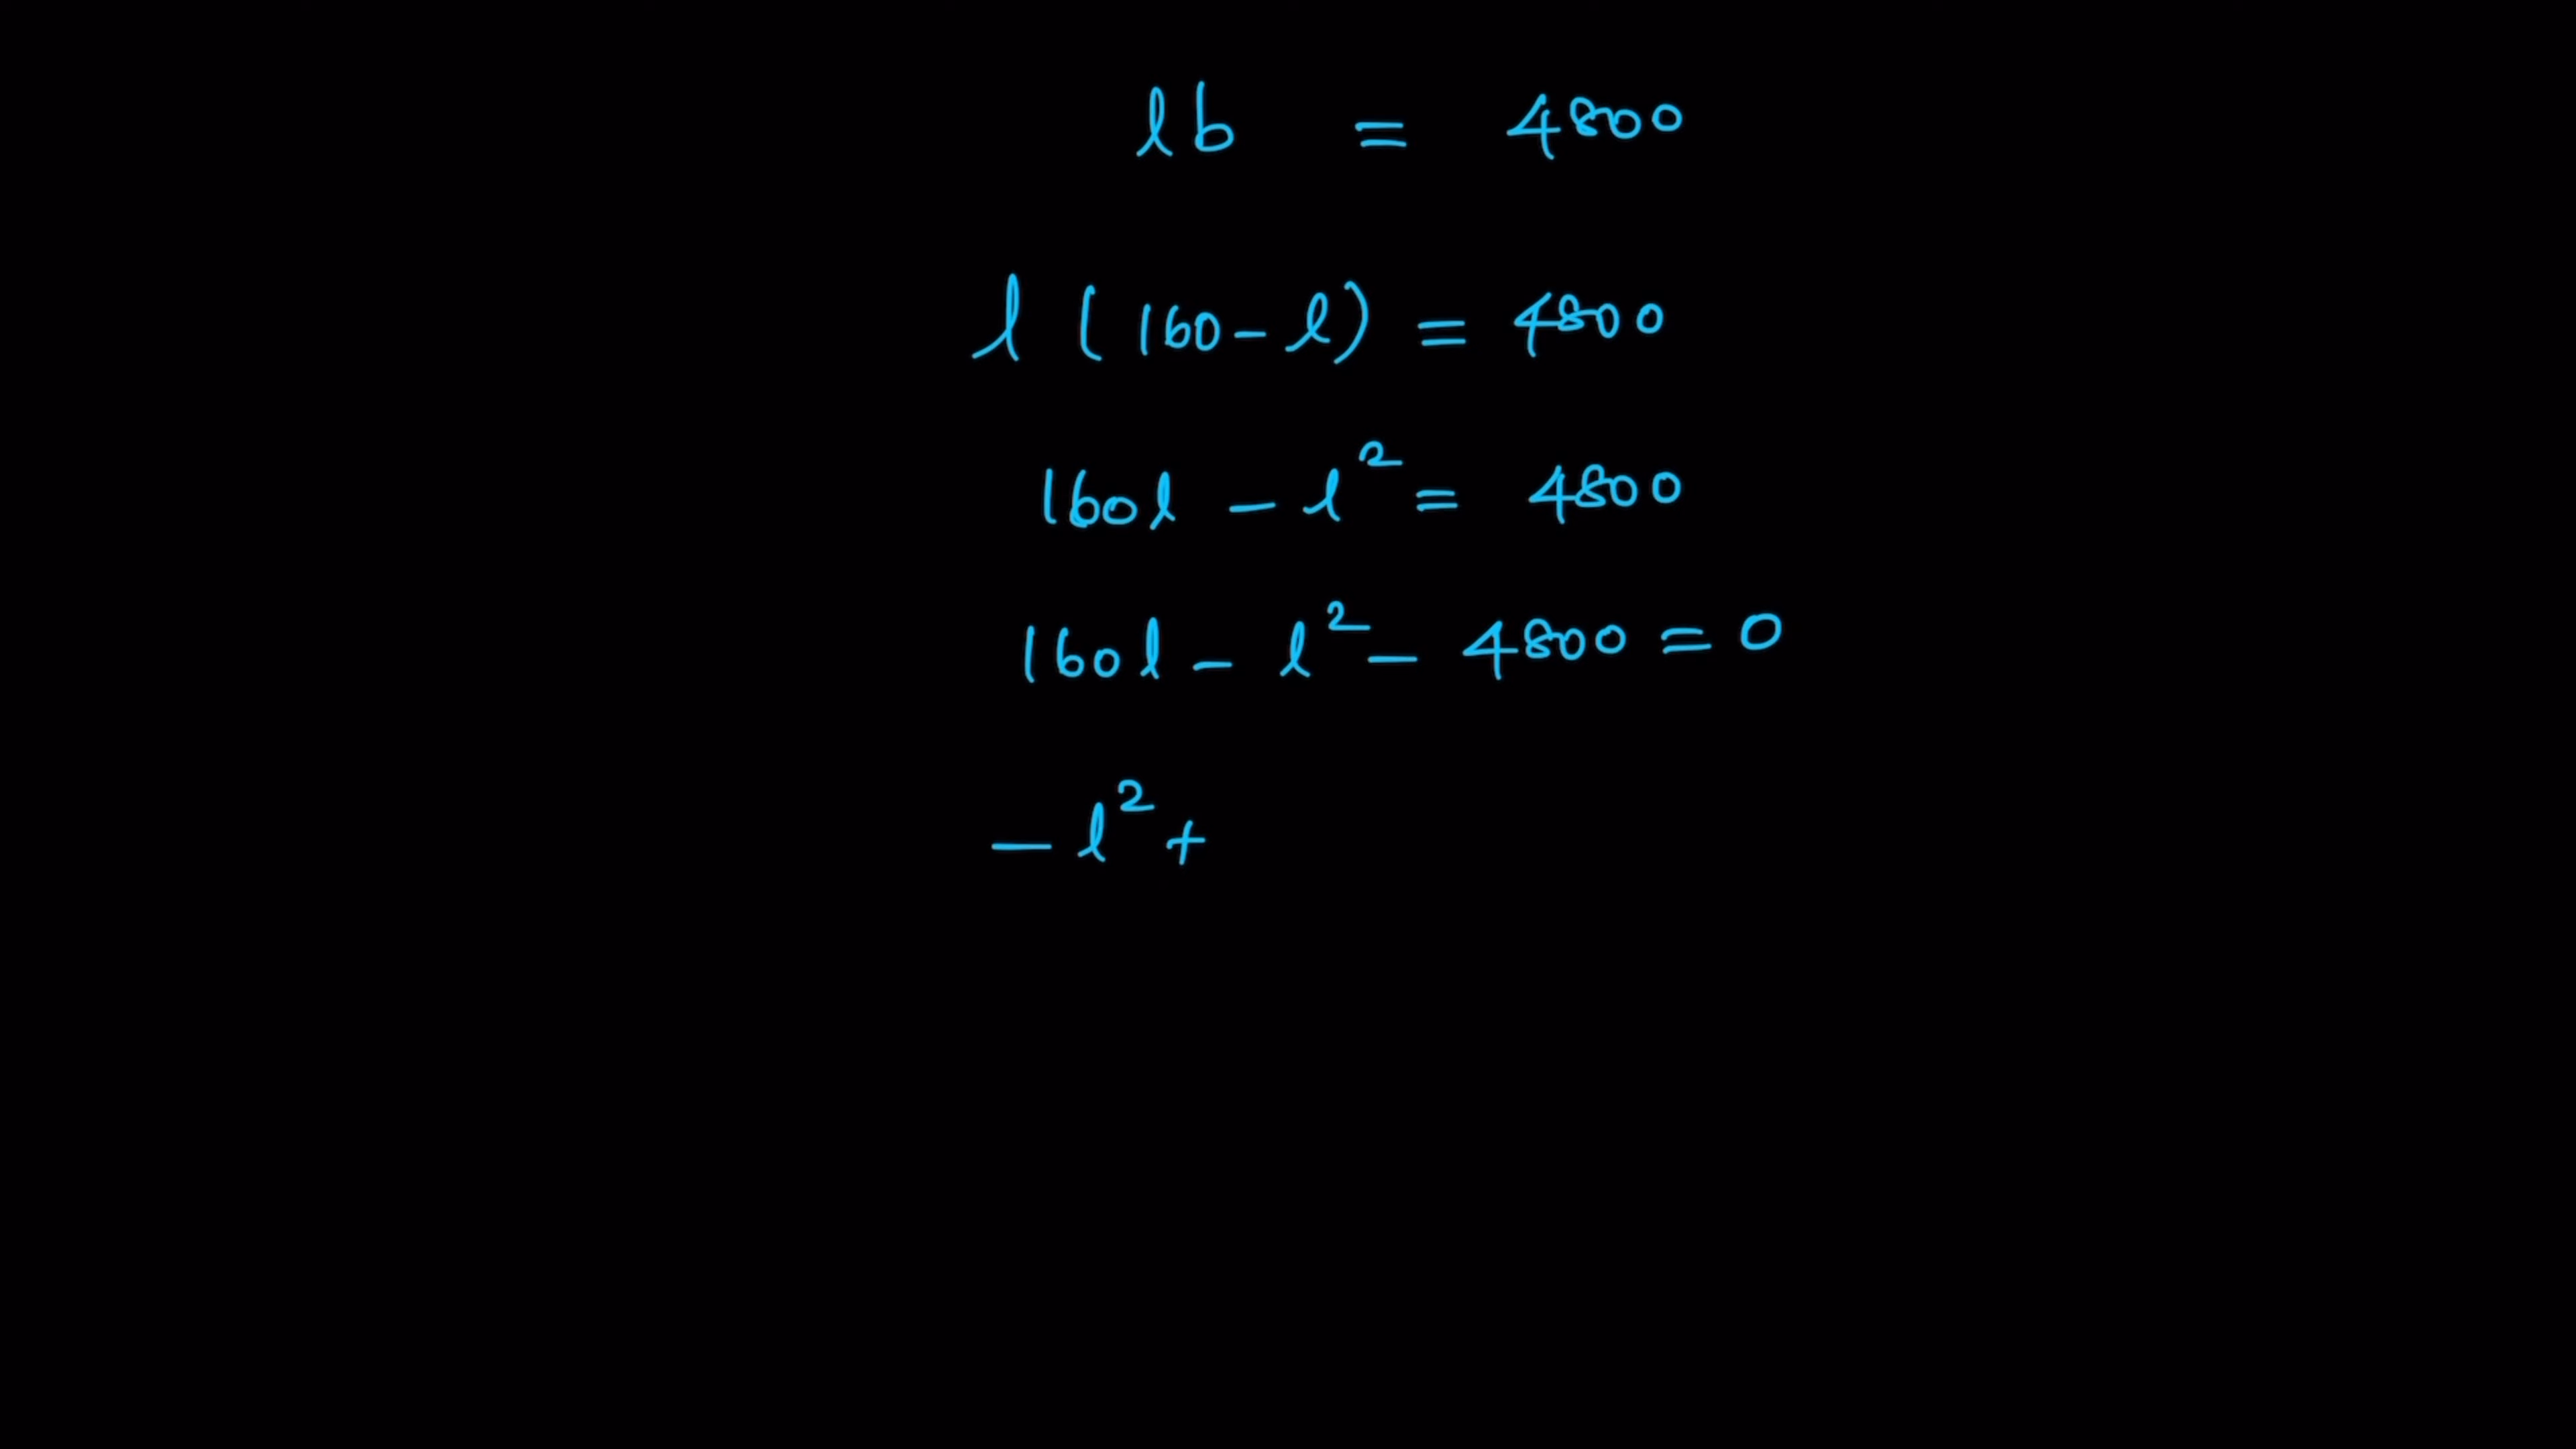 lb = 4800
l (160 - l) = 4800
160l - l² = 4800
160l - l² - 4800 = 0
- l² +